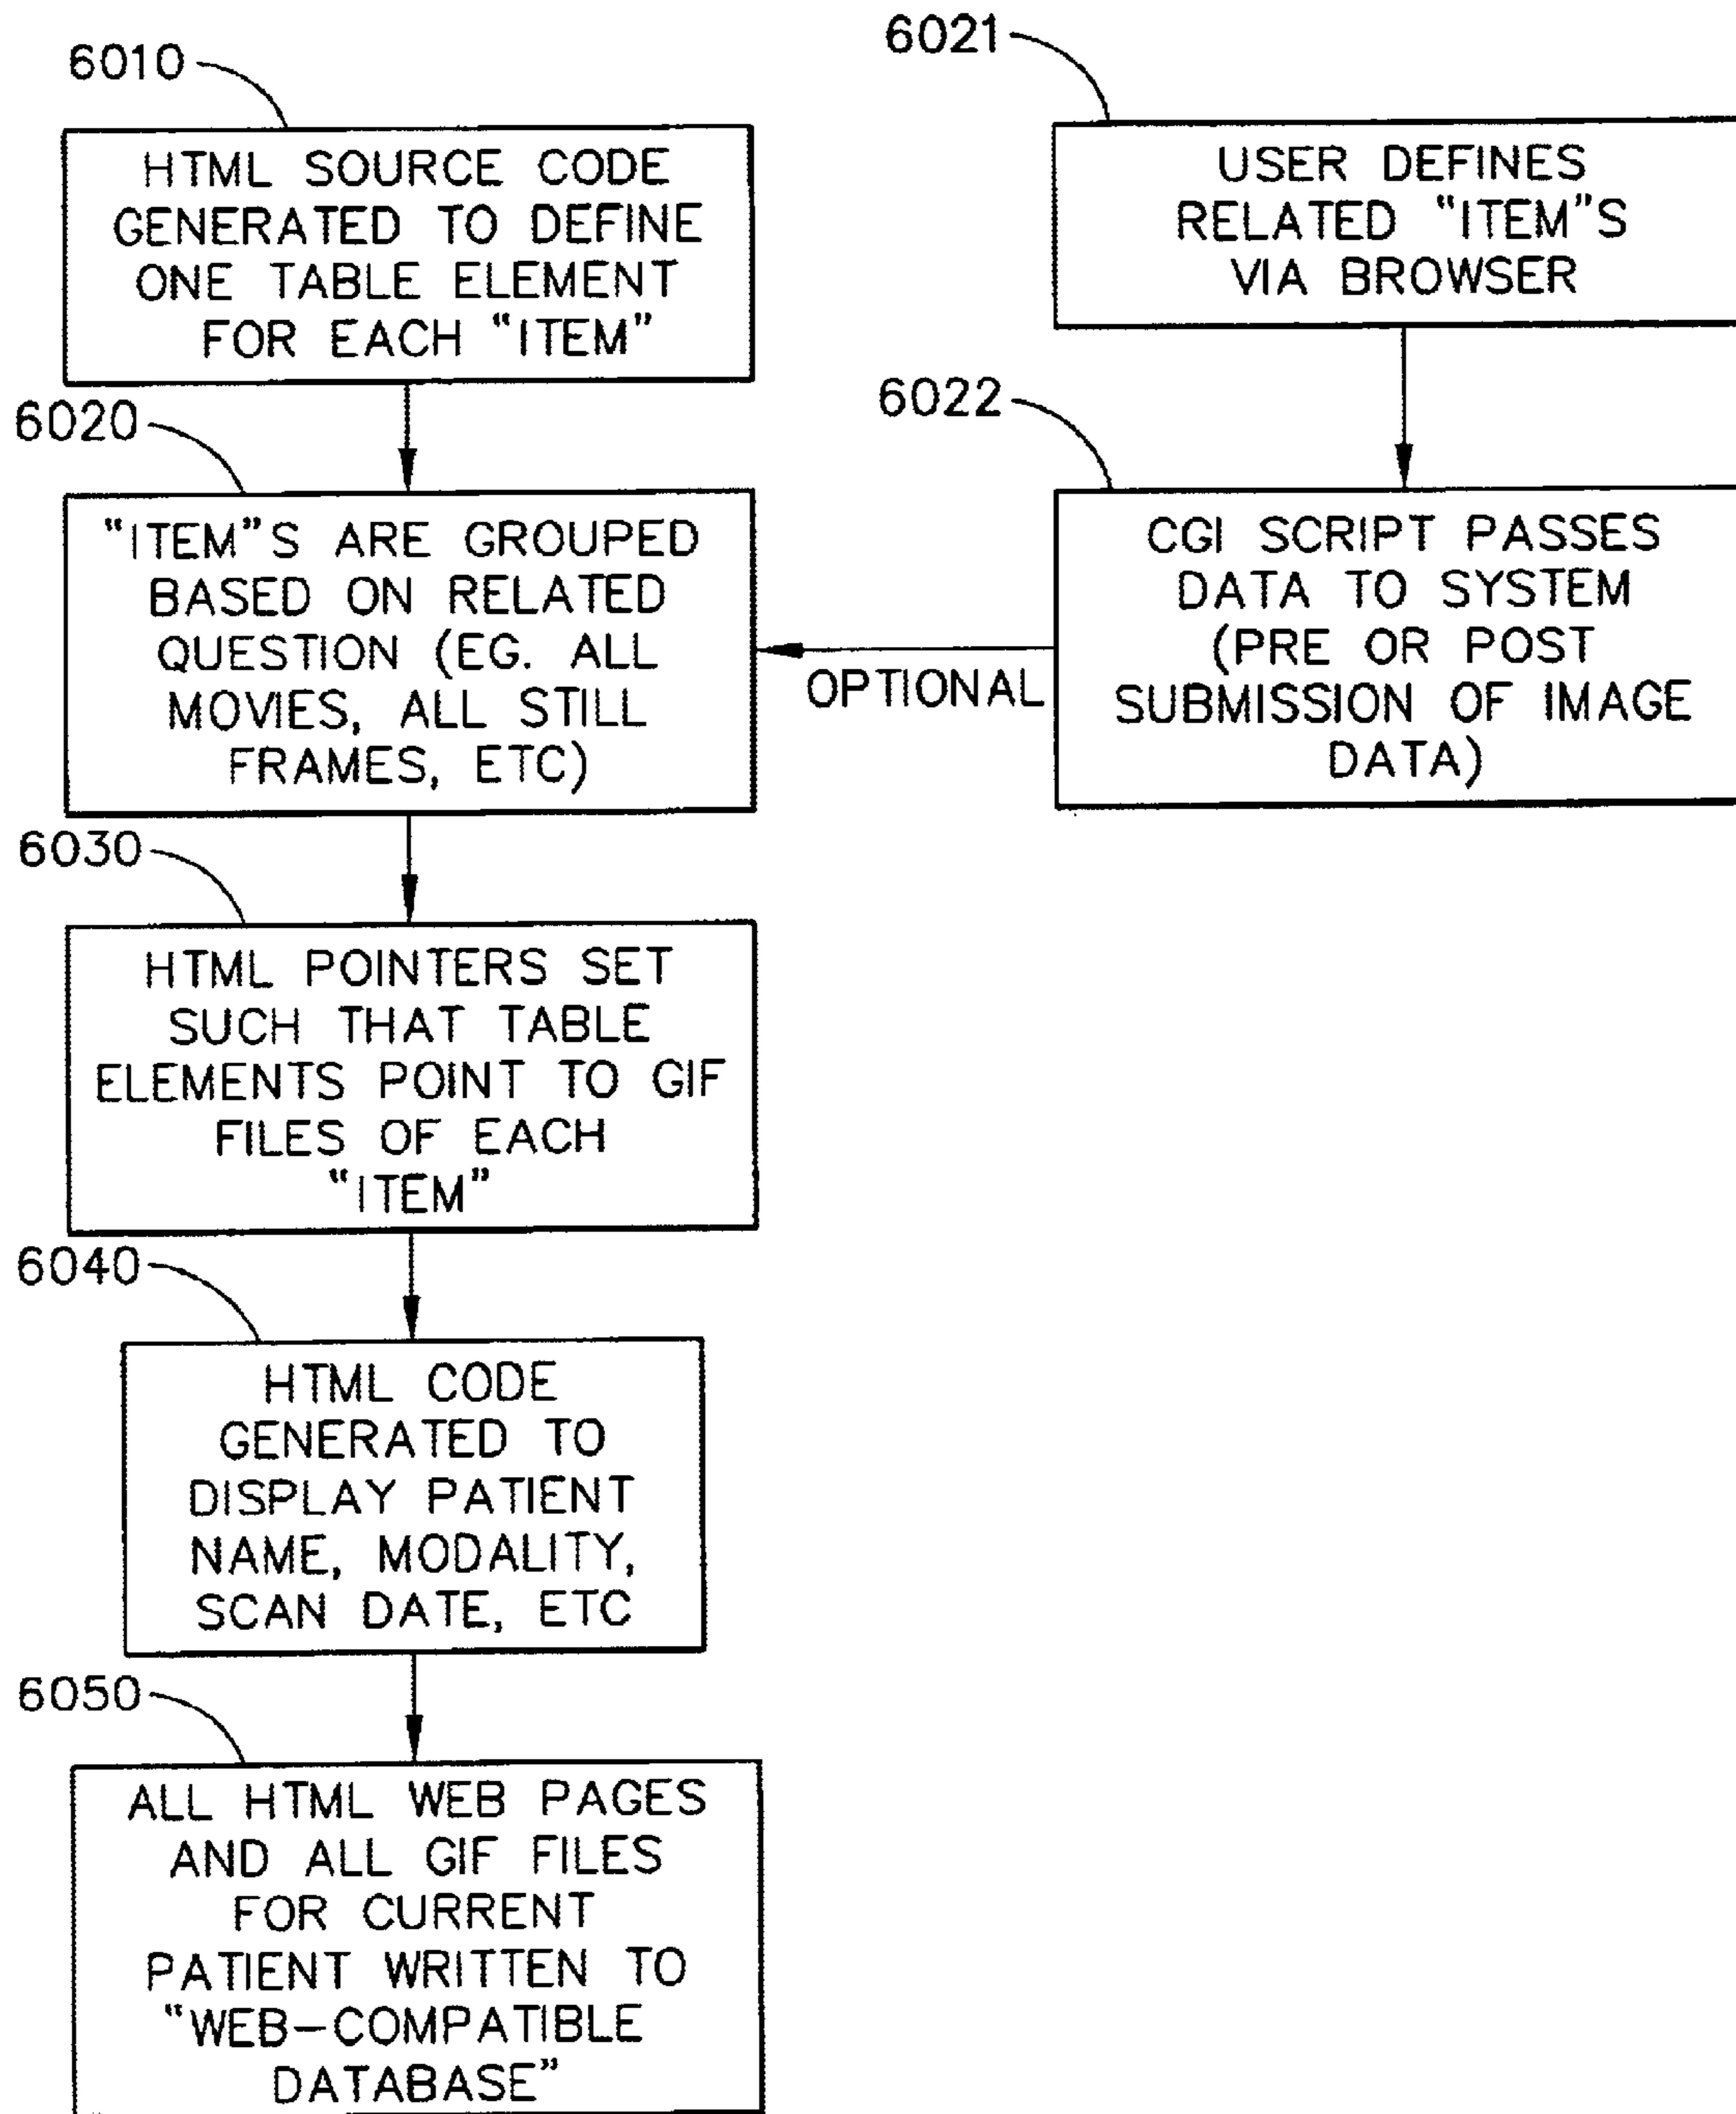 6010
HTML SOURCE CODE
GENERATED TO DEFINE
ONE TABLE ELEMENT
FOR EACH “ITEM”
6020
“ITEM”S ARE GROUPED
BASED ON RELATED
QUESTION (EG. ALL
MOVIES, ALL STILL
FRAMES, ETC)
6021
USER DEFINES
RELATED “ITEM”S
VIA BROWSER
6022
CGI SCRIPT PASSES
DATA TO SYSTEM
(PRE OR POST
SUBMISSION OF IMAGE
DATA)
OPTIONAL
6030
HTML POINTERS SET
SUCH THAT TABLE
ELEMENTS POINT TO GIF
FILES OF EACH
“ITEM”
6040
HTML CODE
GENERATED TO
DISPLAY PATIENT
NAME, MODALITY,
SCAN DATE, ETC
6050
ALL HTML WEB PAGES
AND ALL GIF FILES
FOR CURRENT
PATIENT WRITTEN TO
“WEB-COMPATIBLE
DATABASE”